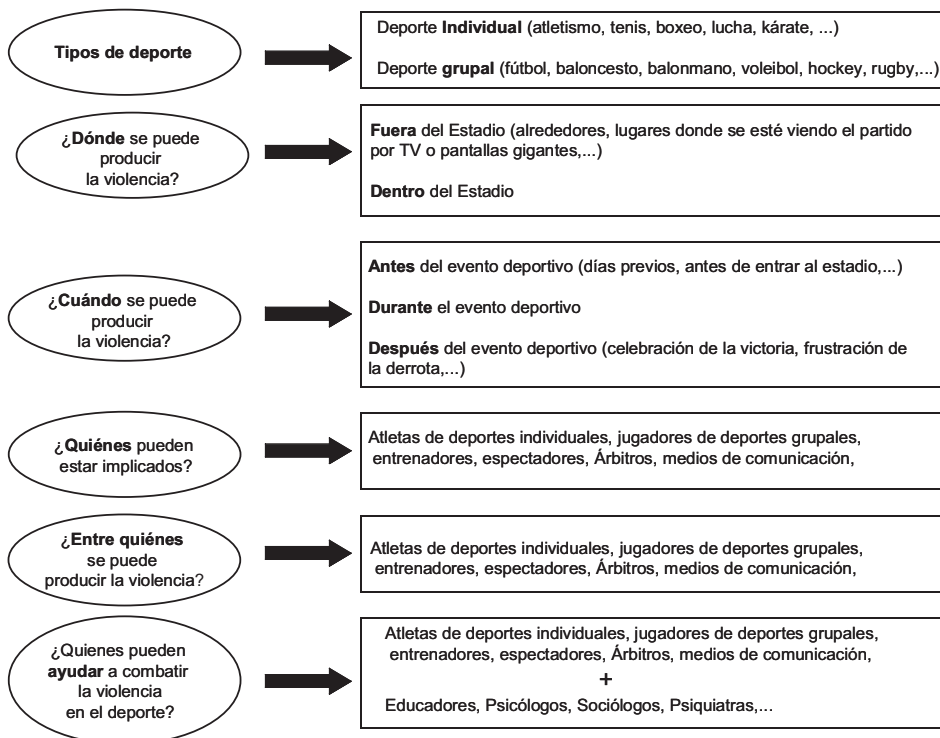 Tipos de deporte
Deporte Individual (atletismo, tenis, boxeo, lucha, kárate, ...)
Deporte grupal (fútbol, baloncesto, balonmano, voleibol, hockey, rugby,...)
¿Dónde se puede
producir
la violencia?
Fuera del Estadio (alrededores, lugares donde se esté viendo el partido
por TV o pantallas gigantes,...)
Dentro del Estadio
¿Cuándo se puede
producir
la violencia?
Antes del evento deportivo (días previos, antes de entrar al estadio,...)
Durante el evento deportivo
Después del evento deportivo (celebración de la victoria, frustración de
la derrota,...)
¿Quiénes pueden
estar implicados?
Atletas de deportes individuales, jugadores de deportes grupales,
entrenadores, espectadores, Árbitros, medios de comunicación,
¿Entre quiénes
se puede
producir la violencia?
Atletas de deportes individuales, jugadores de deportes grupales,
entrenadores, espectadores, Árbitros, medios de comunicación,
¿Quienes pueden
ayudar a combatir
la violencia
en el deporte?
Atletas de deportes individuales, jugadores de deportes grupales,
entrenadores, espectadores, Árbitros, medios de comunicación,
+
Educadores, Psicólogos, Sociólogos, Psiquiatras,...